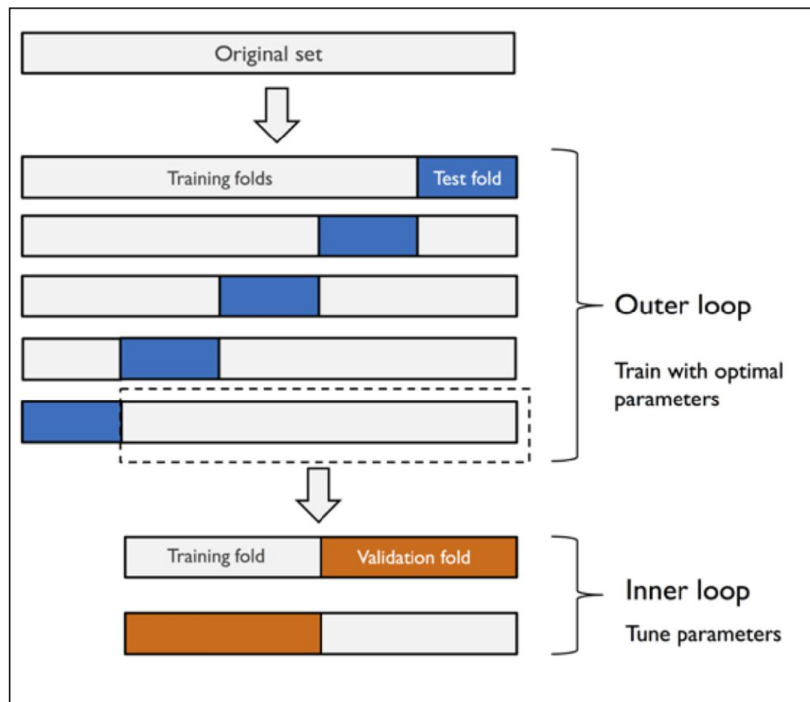 Original set
Training folds
Test fold
Outer loop
Train with optimal
parameters
Training fold
Validation fold
Inner loop
Tune parameters